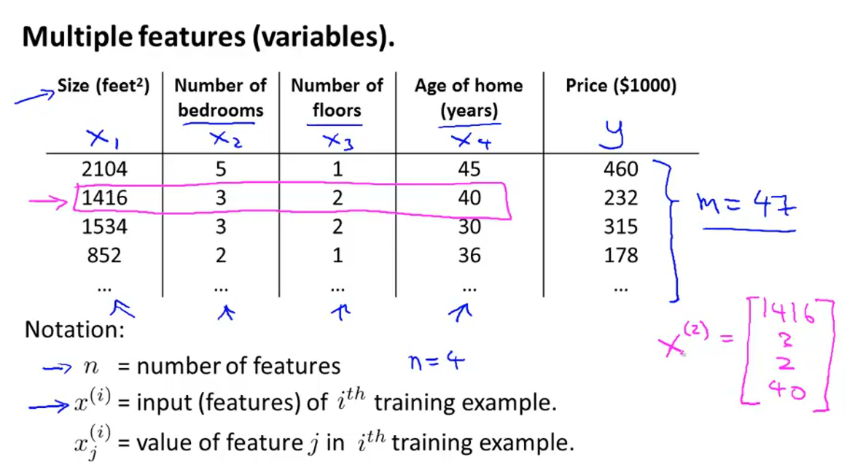 Multiple features (variables).
Size (feet²) Number of bedrooms Number of floors Age of home (years) Price ($1000)
x₁ x₂ x₃ x₄ y
2104 5 1 45 460
1416 3 2 40 232
1534 3 2 30 315
852 2 1 36 178
... ... ... ... ...
m = 47
Notation:
n = number of features n = 4
x⁽ⁱ⁾ = input (features) of iᵗʰ training example.
xⱼ⁽ⁱ⁾ = value of feature j in iᵗʰ training example.
x⁽²⁾ =
1416
3
2
40